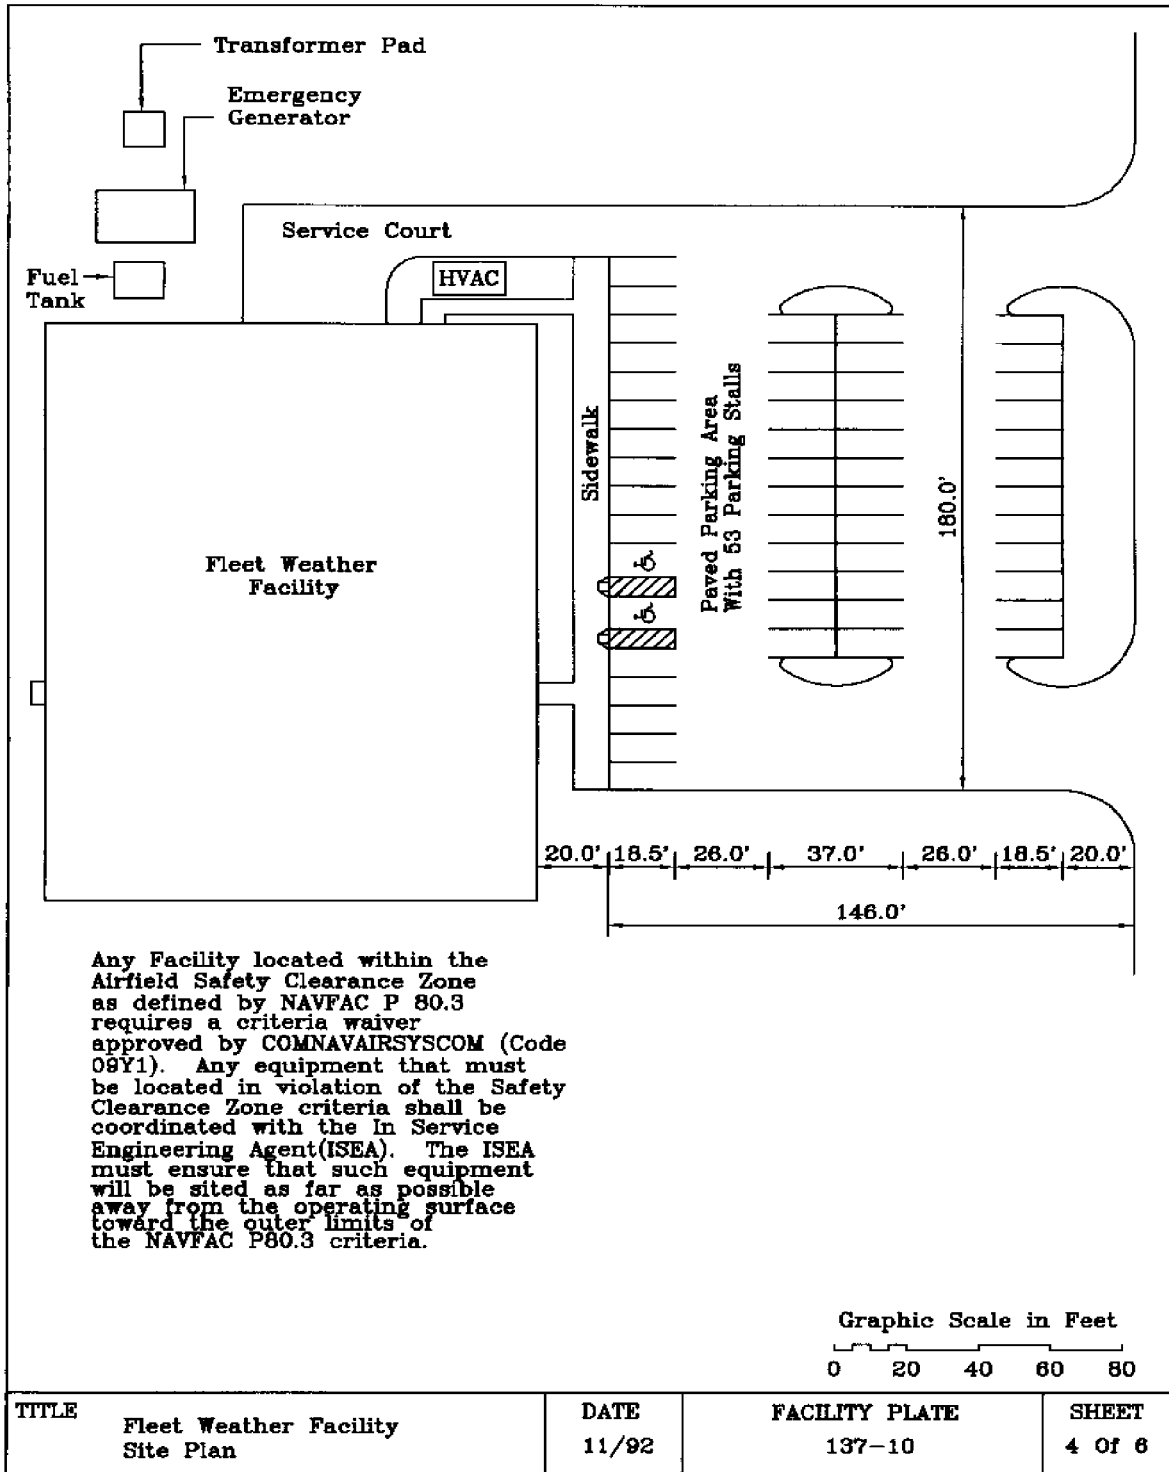 Transformer Pad
Emergency
Generator
Service Court
Fuel
Tank
HVAC
Sidewalk
Paved Parking Area
With 53 Parking Stalls
180.0'
Fleet Weather
Facility
20.0' 18.5' 26.0' 37.0' 26.0' 18.5' 20.0'
146.0'
Any Facility located within the
Airfield Safety Clearance Zone
as defined by NAVFAC P 80.3
requires a criteria waiver
approved by COMNAVAIRSYSCOM (Code
09Y1). Any equipment that must
be located in violation of the Safety
Clearance Zone criteria shall be
coordinated with the In Service
Engineering Agent(ISEA). The ISEA
must ensure that such equipment
will be sited as far as possible
away from the operating surface
toward the outer limits of
the NAVFAC P80.3 criteria.
Graphic Scale in Feet
0 20 40 60 80
TITLE
Fleet Weather Facility
Site Plan
DATE
11/92
FACILITY PLATE
137-10
SHEET
4 Of 6